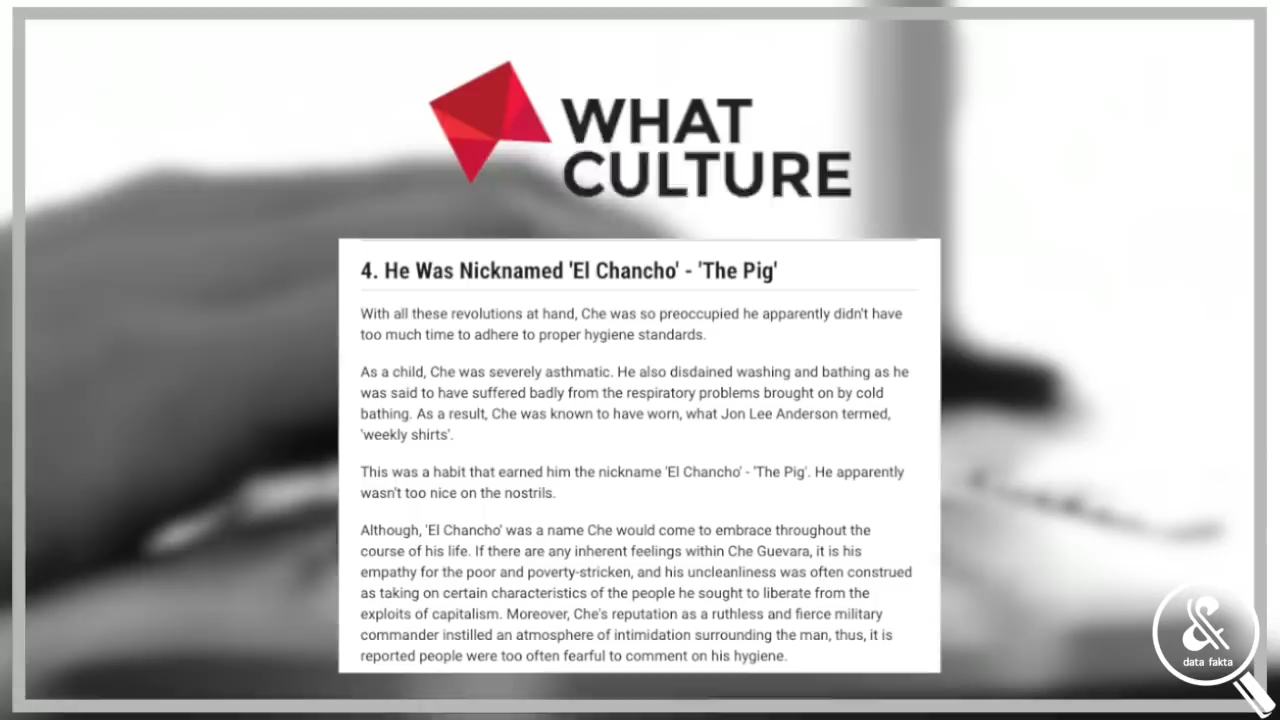 WHAT
CULTURE
4. He Was Nicknamed 'El Chancho' - 'The Pig'
With all these revolutions at hand, Che was so preoccupied he apparently didn't have
too much time to adhere to proper hygiene standards.
As a child, Che was severely asthmatic. He also disdained washing and bathing as he
was said to have suffered badly from the respiratory problems brought on by cold
bathing. As a result, Che was known to have worn, what Jon Lee Anderson termed,
'weekly shirts'.
This was a habit that earned him the nickname 'El Chancho' - 'The Pig'. He apparently
wasn't too nice on the nostrils.
Although, 'El Chancho' was a name Che would come to embrace throughout the
course of his life. If there are any inherent feelings within Che Guevara, it is his
empathy for the poor and poverty-stricken, and his uncleanliness was often construed
as taking on certain characteristics of the people he sought to liberate from the
exploits of capitalism. Moreover, Che's reputation as a ruthless and fierce military
commander instilled an atmosphere of intimidation surrounding the man, thus, it is
reported people were too often fearful to comment on his hygiene.
&
data fakta